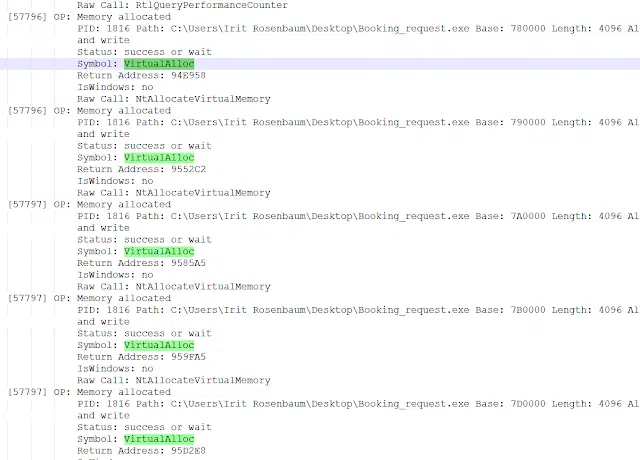 Raw Call: RtlQueryPerformanceCounter
[57796] OP: Memory allocated
PID: 1816 Path: C:\Users\Irit Rosenbaum\Desktop\Booking_request.exe Base: 780000 Length: 4096 Al
and write
Status: success or wait
Symbol: VirtualAlloc
Return Address: 94E958
IsWindows: no
Raw Call: NtAllocateVirtualMemory
[57796] OP: Memory allocated
PID: 1816 Path: C:\Users\Irit Rosenbaum\Desktop\Booking_request.exe Base: 790000 Length: 4096 Al
and write
Status: success or wait
Symbol: VirtualAlloc
Return Address: 9552C2
IsWindows: no
Raw Call: NtAllocateVirtualMemory
[57797] OP: Memory allocated
PID: 1816 Path: C:\Users\Irit Rosenbaum\Desktop\Booking_request.exe Base: 7A0000 Length: 4096 Al
and write
Status: success or wait
Symbol: VirtualAlloc
Return Address: 9585A5
IsWindows: no
Raw Call: NtAllocateVirtualMemory
[57797] OP: Memory allocated
PID: 1816 Path: C:\Users\Irit Rosenbaum\Desktop\Booking_request.exe Base: 7B0000 Length: 4096 Al
and write
Status: success or wait
Symbol: VirtualAlloc
Return Address: 959FA5
IsWindows: no
Raw Call: NtAllocateVirtualMemory
[57797] OP: Memory allocated
PID: 1816 Path: C:\Users\Irit Rosenbaum\Desktop\Booking_request.exe Base: 7D0000 Length: 4096 Al
and write
Status: success or wait
Symbol: VirtualAlloc
Return Address: 95D2E8